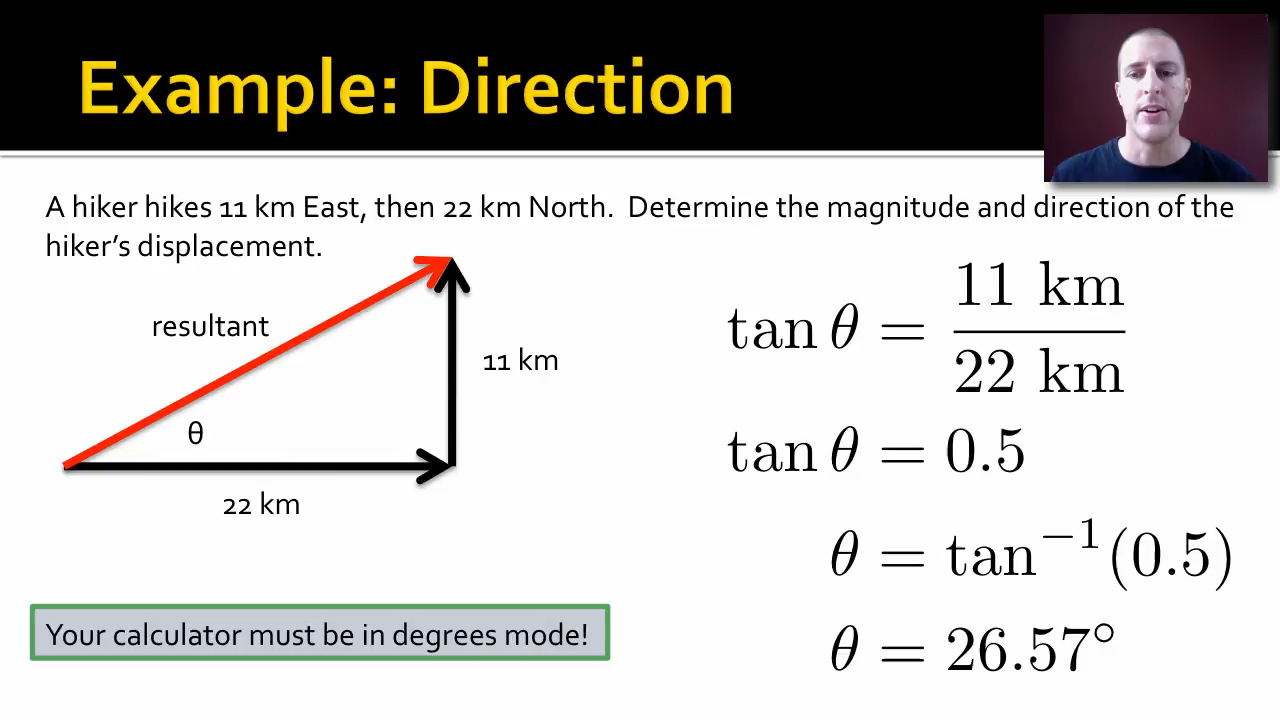 Example: Direction
A hiker hikes 11 km East, then 22 km North. Determine the magnitude and direction of the
hiker's displacement.
resultant
11 km
θ
22 km
tan θ = 11 km / 22 km
tan θ = 0.5
θ = tan⁻¹(0.5)
θ = 26.57°
Your calculator must be in degrees mode!